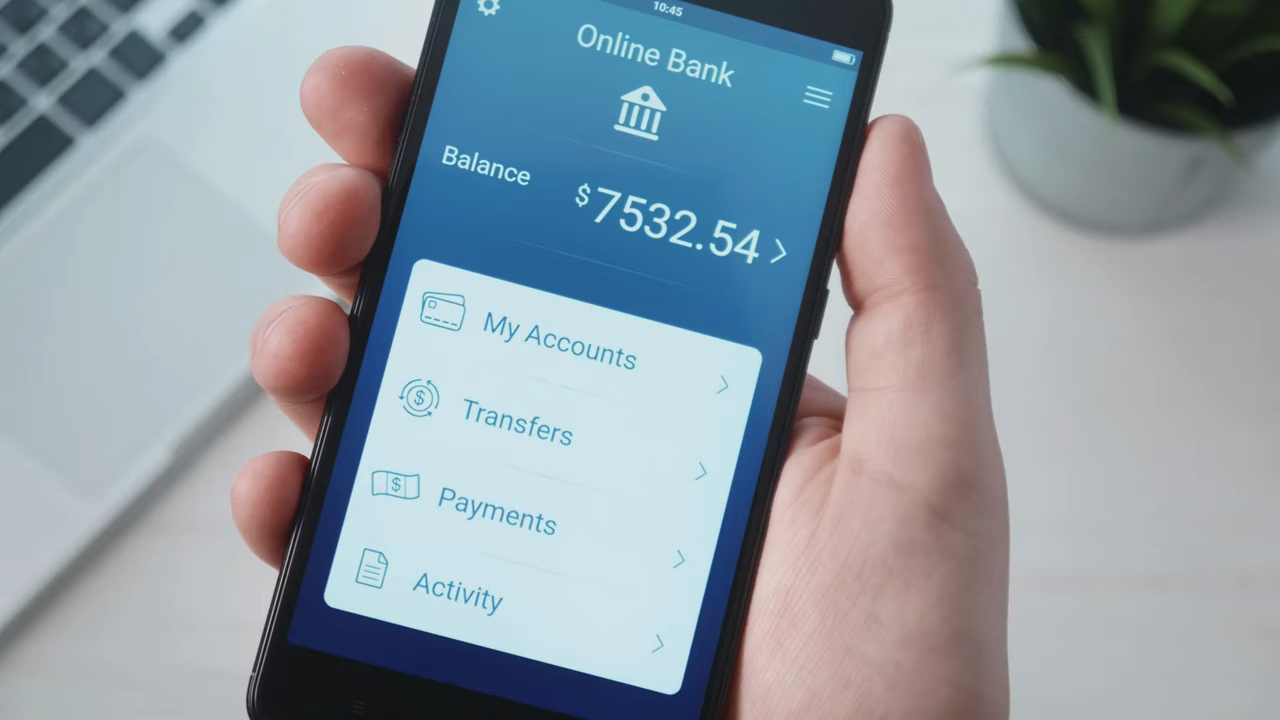 10:45
Online Bank
Balance
$7532.54
My Accounts
Transfers
Payments
Activity